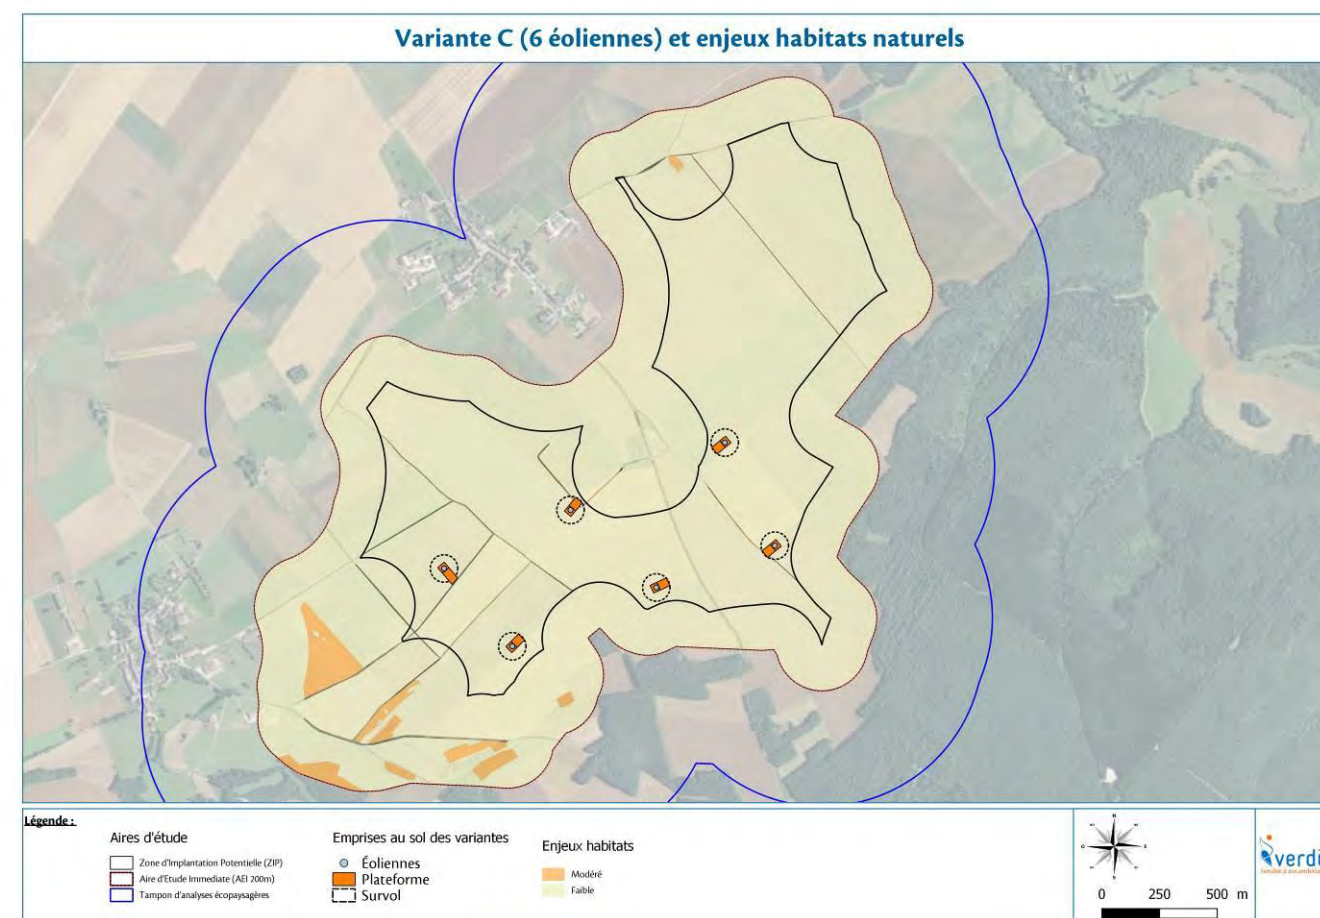 Variante C (6 éoliennes) et enjeux habitats naturels
Légende :
Aires d'étude
Zone d'Implantation Potentielle (ZIP)
Aire d'Etude Immediate (AEI 200m)
Tampon d'analyses écopaysagères
Emprises au sol des variantes
Éoliennes
Plateforme
Survol
Enjeux habitats
Modéré
Faible
0 250 500 m
verdi